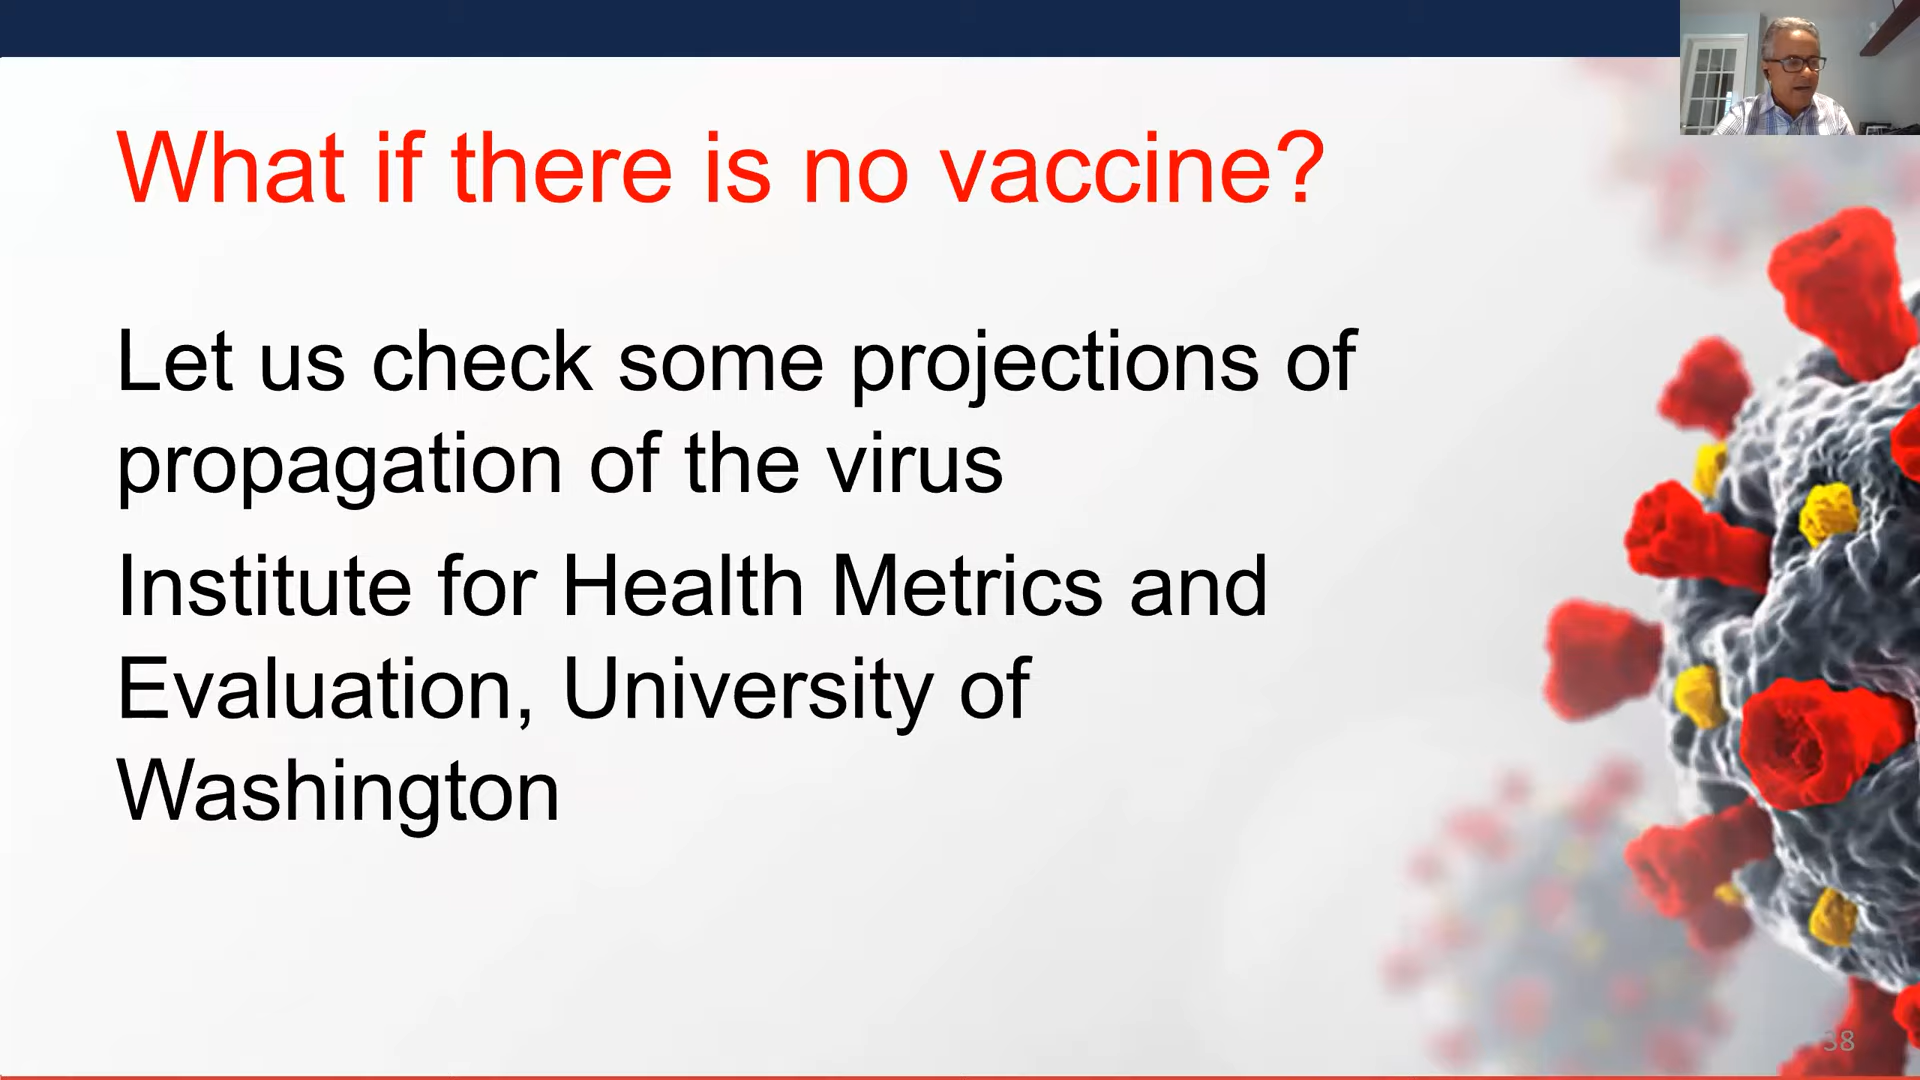 What if there is no vaccine?
Let us check some projections of
propagation of the virus
Institute for Health Metrics and
Evaluation, University of
Washington
38